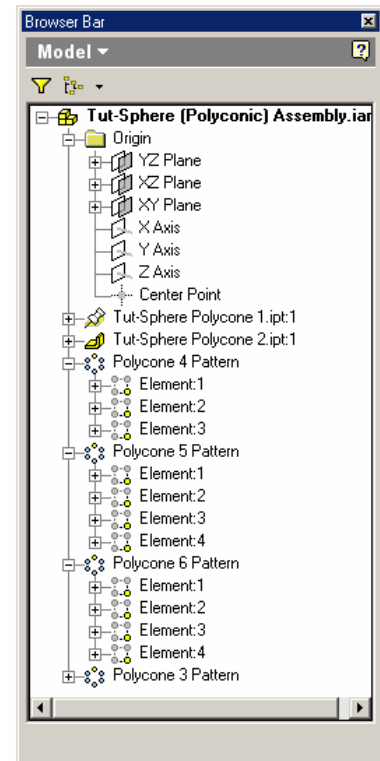 Browser Bar
Model
Tut-Sphere (Polyconic) Assembly.iar
Origin
YZ Plane
XZ Plane
XY Plane
X Axis
Y Axis
Z Axis
Center Point
Tut-Sphere Polycone 1.ipt:1
Tut-Sphere Polycone 2.ipt:1
Polycone 4 Pattern
Element:1
Element:2
Element:3
Polycone 5 Pattern
Element:1
Element:2
Element:3
Element:4
Polycone 6 Pattern
Element:1
Element:2
Element:3
Element:4
Polycone 3 Pattern